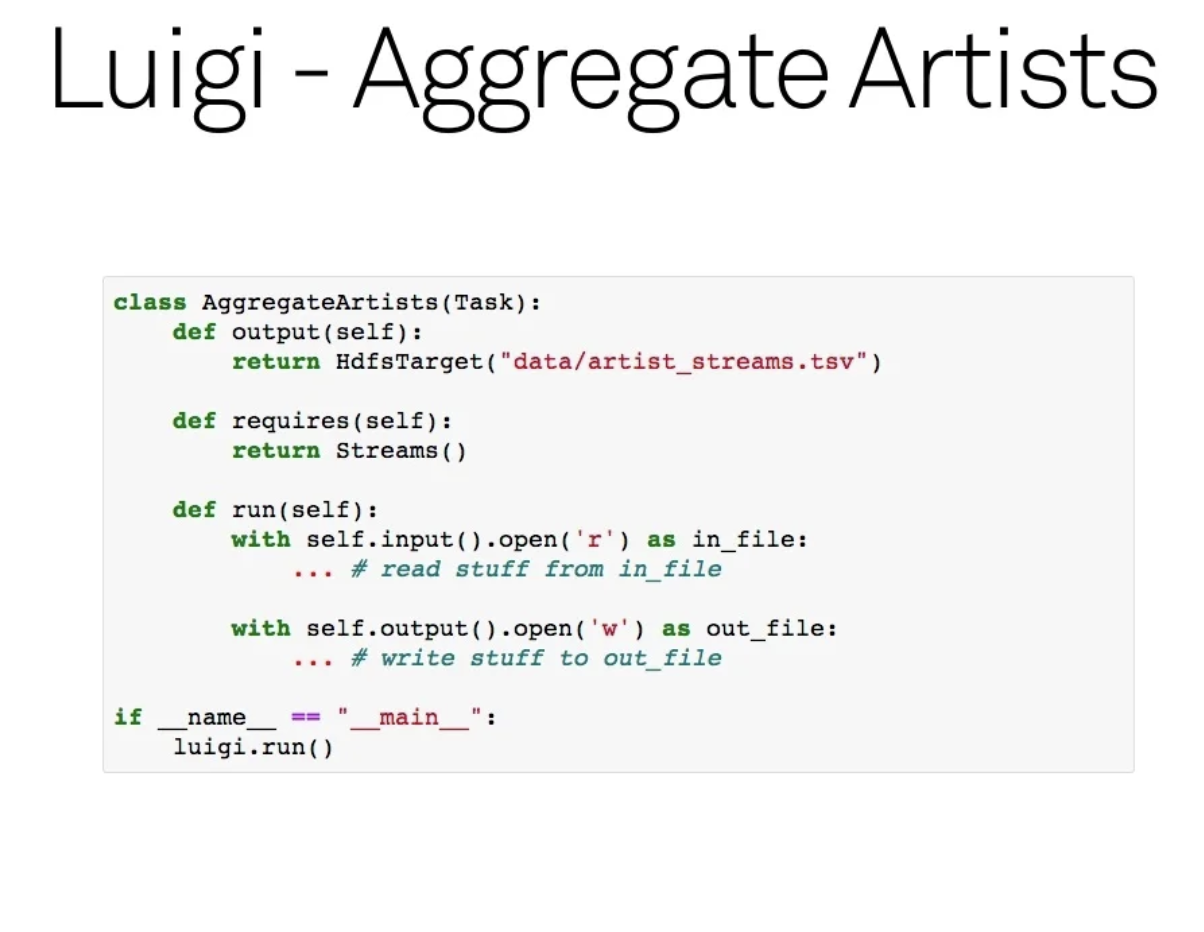 Luigi - Aggregate Artists
class AggregateArtists(Task):
    def output(self):
        return HdfsTarget("data/artist_streams.tsv")
    def requires(self):
        return Streams()
    def run(self):
        with self.input().open('r') as in_file:
            ... # read stuff from in_file
        with self.output().open('w') as out_file:
            ... # write stuff to out_file
if __name__ == "__main__":
    luigi.run()